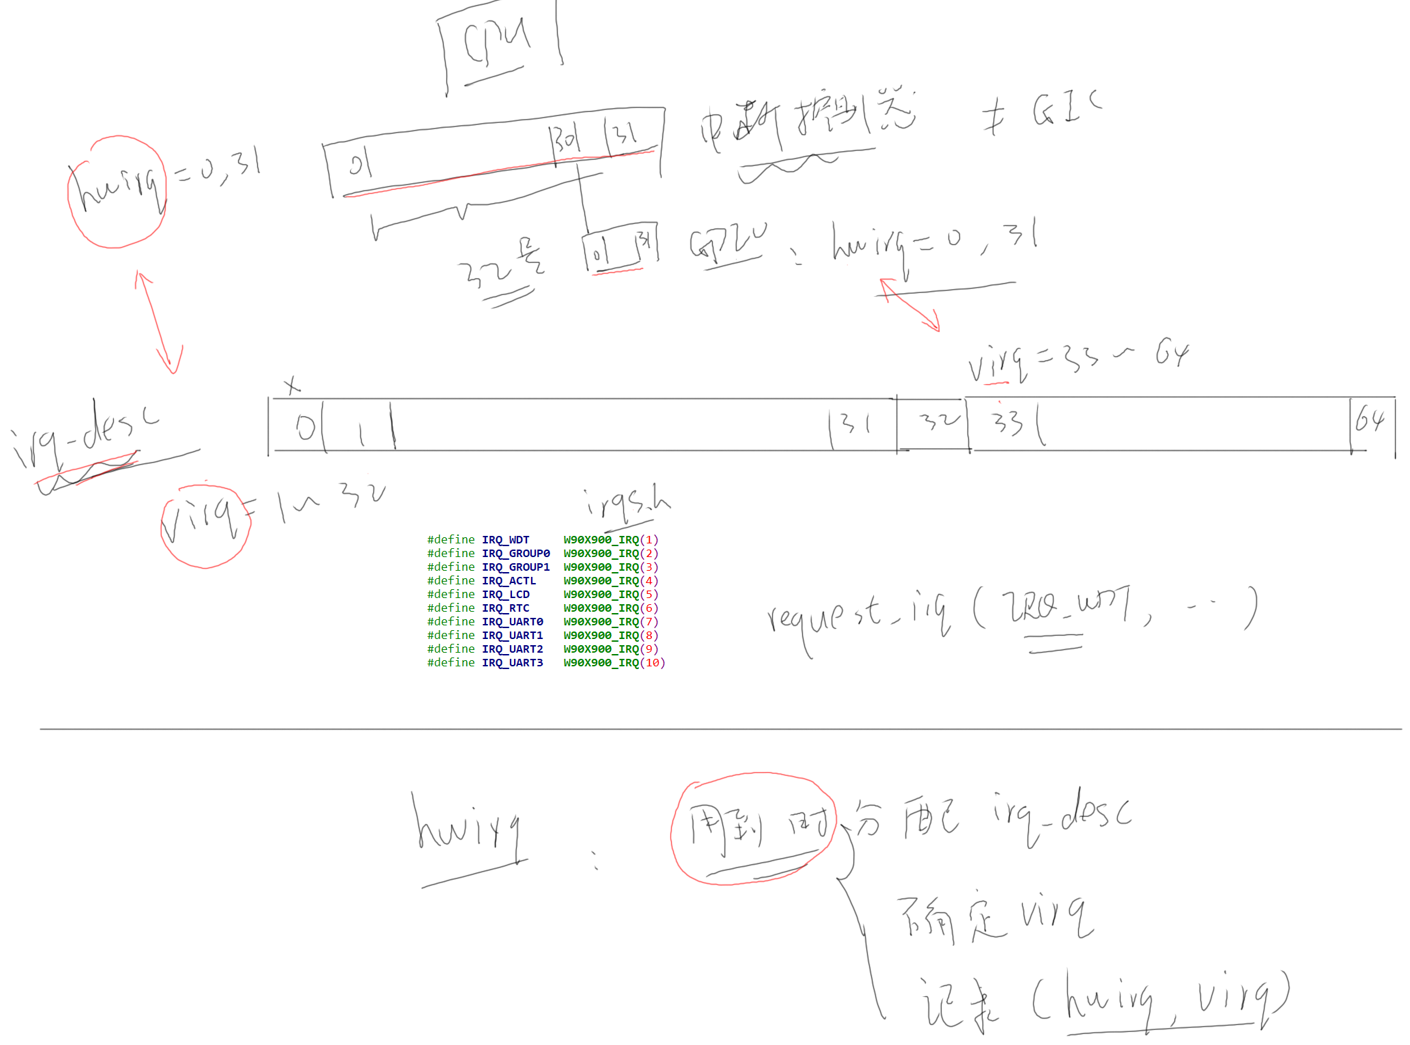 CPU
hwirq = 0, 31
0 30 31
中断控制器 ≠ GIC
32号
0 31
GPIO : hwirq = 0, 31
virq = 33 ~ 64
x
irq-desc
0 1 31 32 33 64
virq = 1 ~ 32
irqs.h
#define IRQ_WDT W90X900_IRQ(1)
#define IRQ_GROUP0 W90X900_IRQ(2)
#define IRQ_GROUP1 W90X900_IRQ(3)
#define IRQ_ACTL W90X900_IRQ(4)
#define IRQ_LCD W90X900_IRQ(5)
#define IRQ_RTC W90X900_IRQ(6)
#define IRQ_UART0 W90X900_IRQ(7)
#define IRQ_UART1 W90X900_IRQ(8)
#define IRQ_UART2 W90X900_IRQ(9)
#define IRQ_UART3 W90X900_IRQ(10)
request_irq ( IRQ_WDT, ... )
hwirq : 用到时 分配 irq-desc
确定 virq
记录 (hwirq, virq)